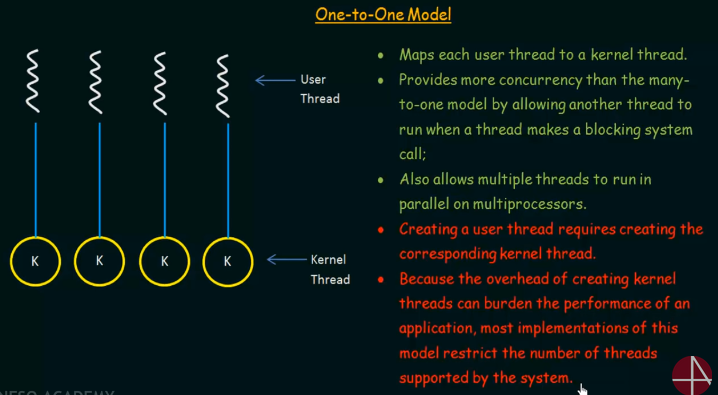 One-to-One Model
User
Thread
K
K
K
K
Kernel
Thread
• Maps each user thread to a kernel thread.
• Provides more concurrency than the many-
to-one model by allowing another thread to
run when a thread makes a blocking system
call;
• Also allows multiple threads to run in
parallel on multiprocessors.
• Creating a user thread requires creating the
corresponding kernel thread.
• Because the overhead of creating kernel
threads can burden the performance of an
application, most implementations of this
model restrict the number of threads
supported by the system.
ACADEMY